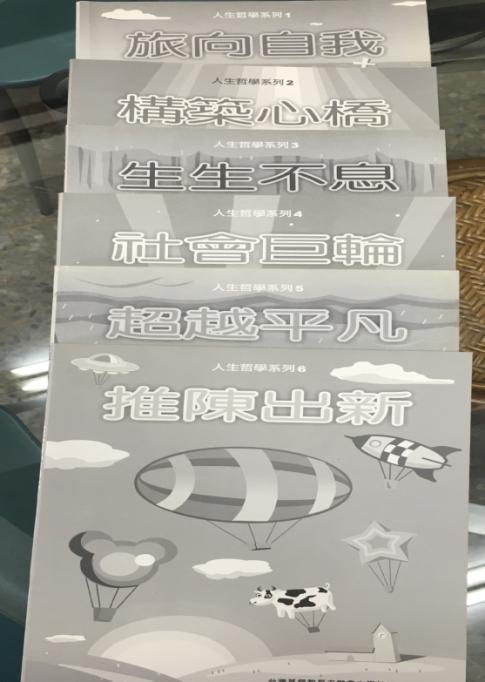 人生哲學系列1
旅向自我
人生哲學系列2
構築心橋
人生哲學系列3
生生不息
人生哲學系列4
社會巨輪
人生哲學系列5
超越平凡
人生哲學系列6
推陳出新